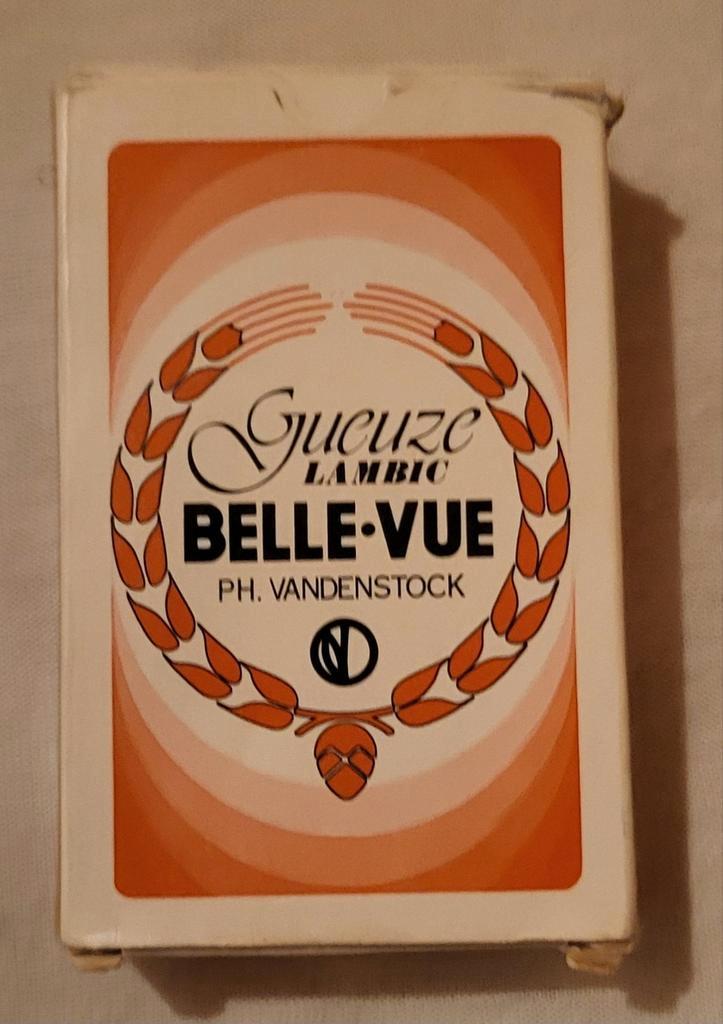 Gueuze
LAMBIC
BELLE·VUE
PH. VANDENSTOCK